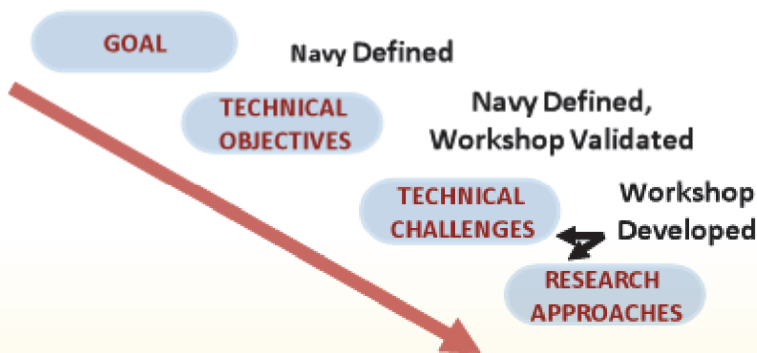 GOAL
Navy Defined
TECHNICAL
OBJECTIVES
Navy Defined,
Workshop Validated
TECHNICAL
CHALLENGES
Workshop
Developed
RESEARCH
APPROACHES